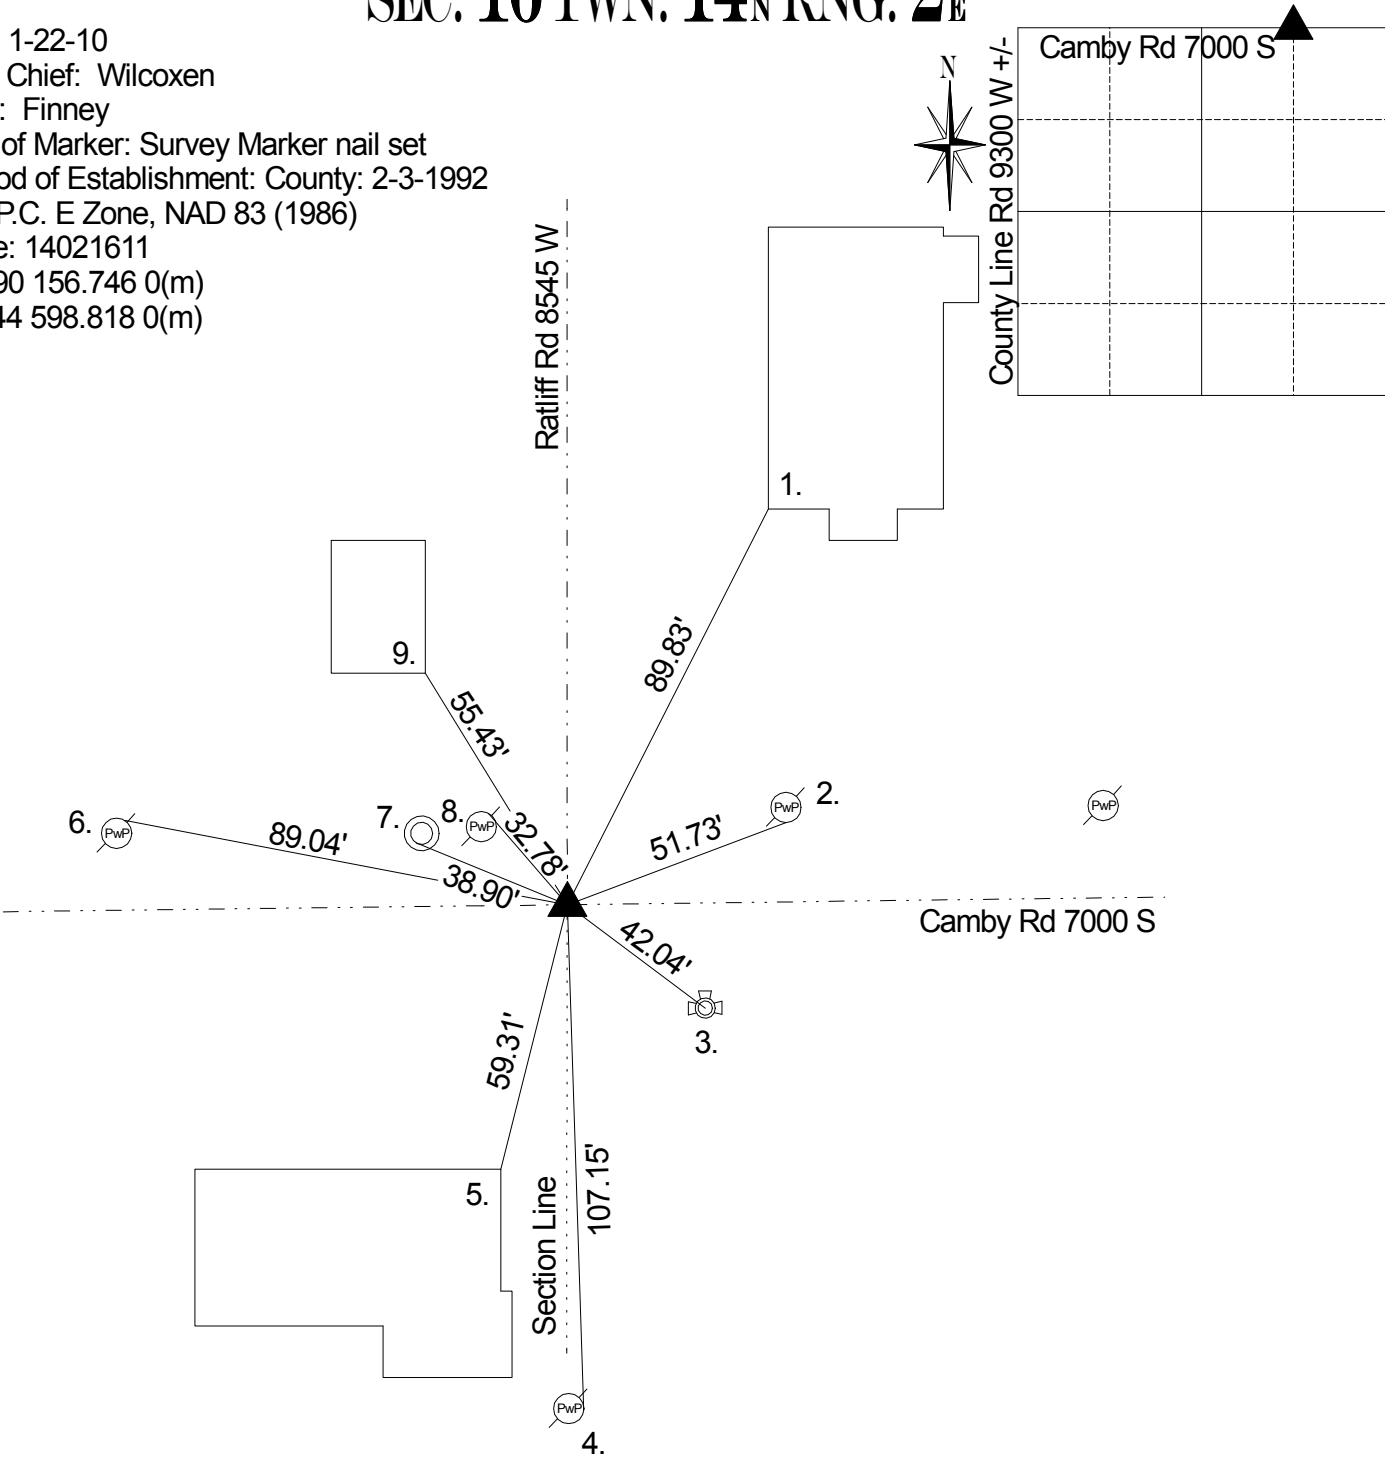 SEC. 16 TWN. 14N RNG. 2E
1-22-10
Chief: Wilcoxen
: Finney
of Marker: Survey Marker nail set
od of Establishment: County: 2-3-1992
P.C. E Zone, NAD 83 (1986)
e: 14021611
90 156.746 0(m)
44 598.818 0(m)
N
County Line Rd 9300 W +/-
Camby Rd 7000 S
Ratliff Rd 8545 W
1.
9.
89.83'
55.43'
6.
PwP
89.04'
7.
8.
PwP
32.78'
38.90'
51.73'
PwP
2.
PwP
Camby Rd 7000 S
42.04'
3.
59.31'
107.15'
5.
Section Line
PwP
4.